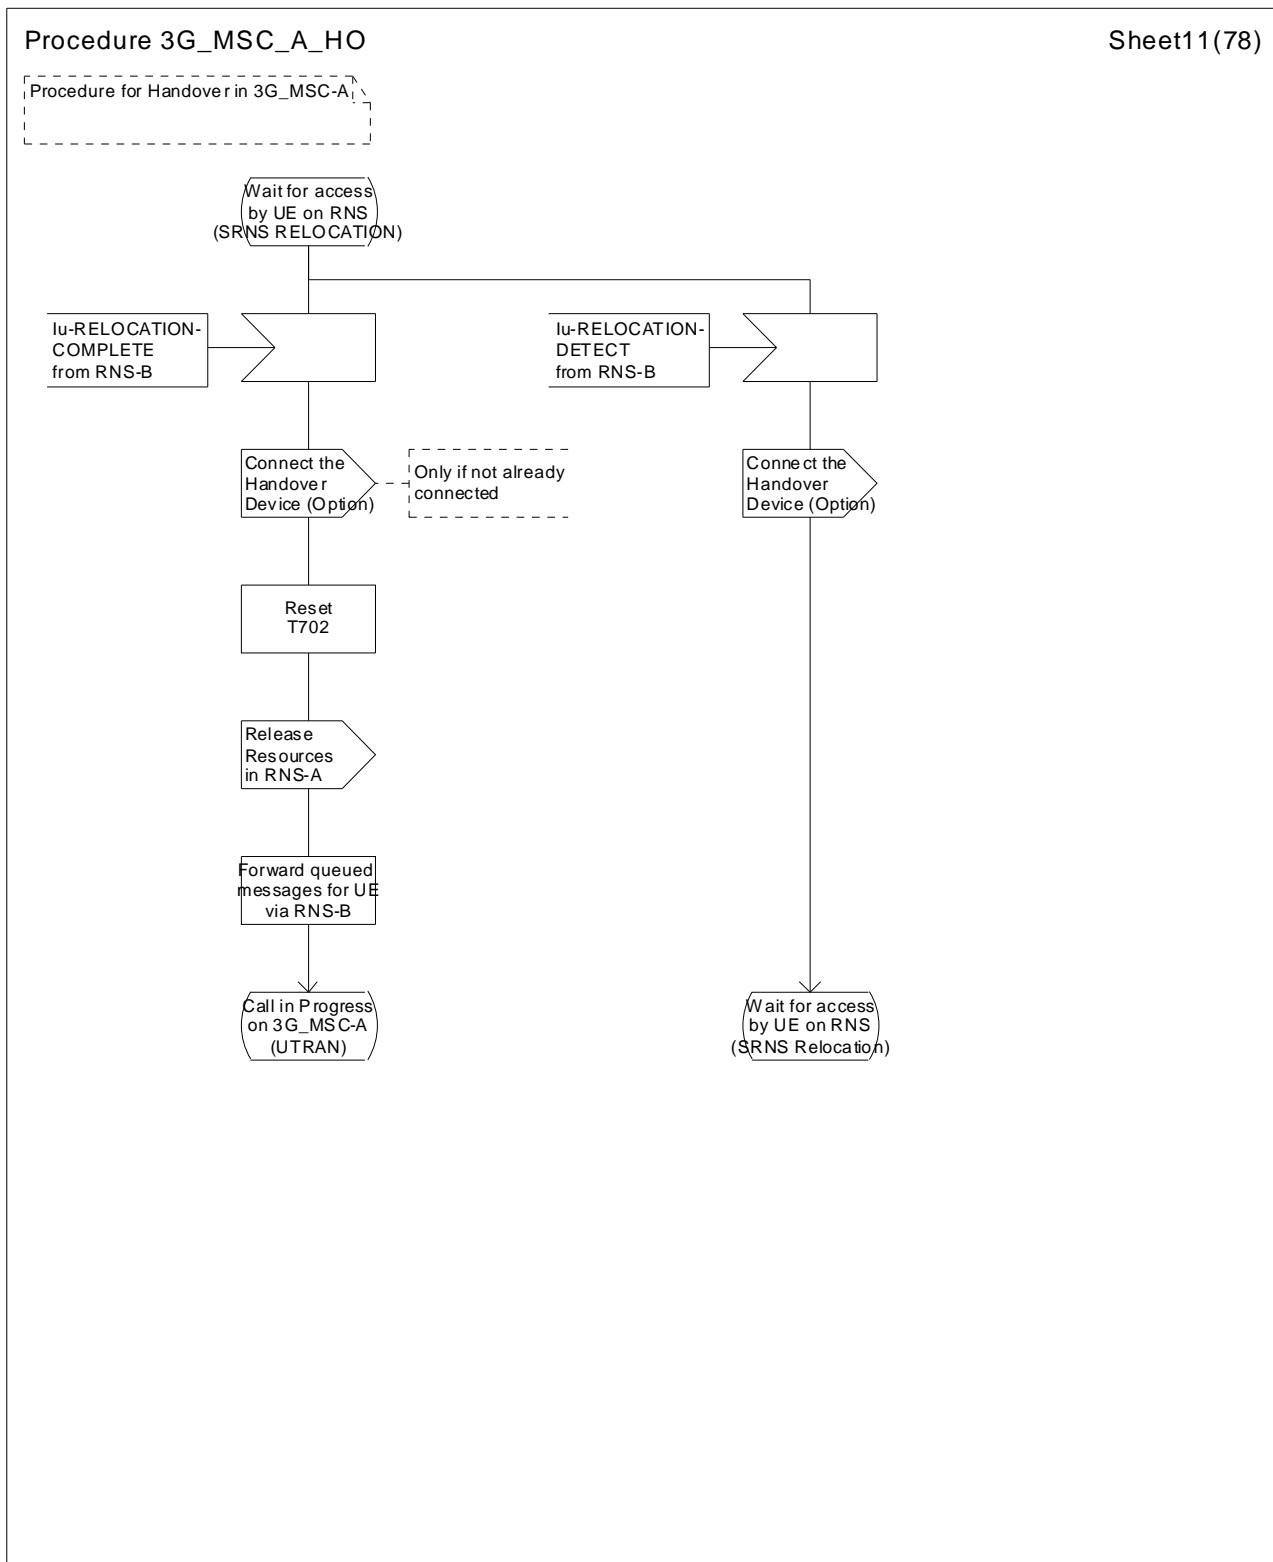 Procedure 3G_MSC_A_HO
Sheet11(78)
Procedure for Handover in 3G_MSC-A
Wait for access
by UE on RNS
(SRNS RELOCATION)
Iu-RELOCATION-
COMPLETE
from RNS-B
Iu-RELOCATION-
DETECT
from RNS-B
Connect the
Handover
Device (Option)
Only if not already
connected
Connect the
Handover
Device (Option)
Reset
T702
Release
Resources
in RNS-A
Forward queued
messages for UE
via RNS-B
Call in Progress
on 3G_MSC-A
(UTRAN)
Wait for access
by UE on RNS
(SRNS Relocation)